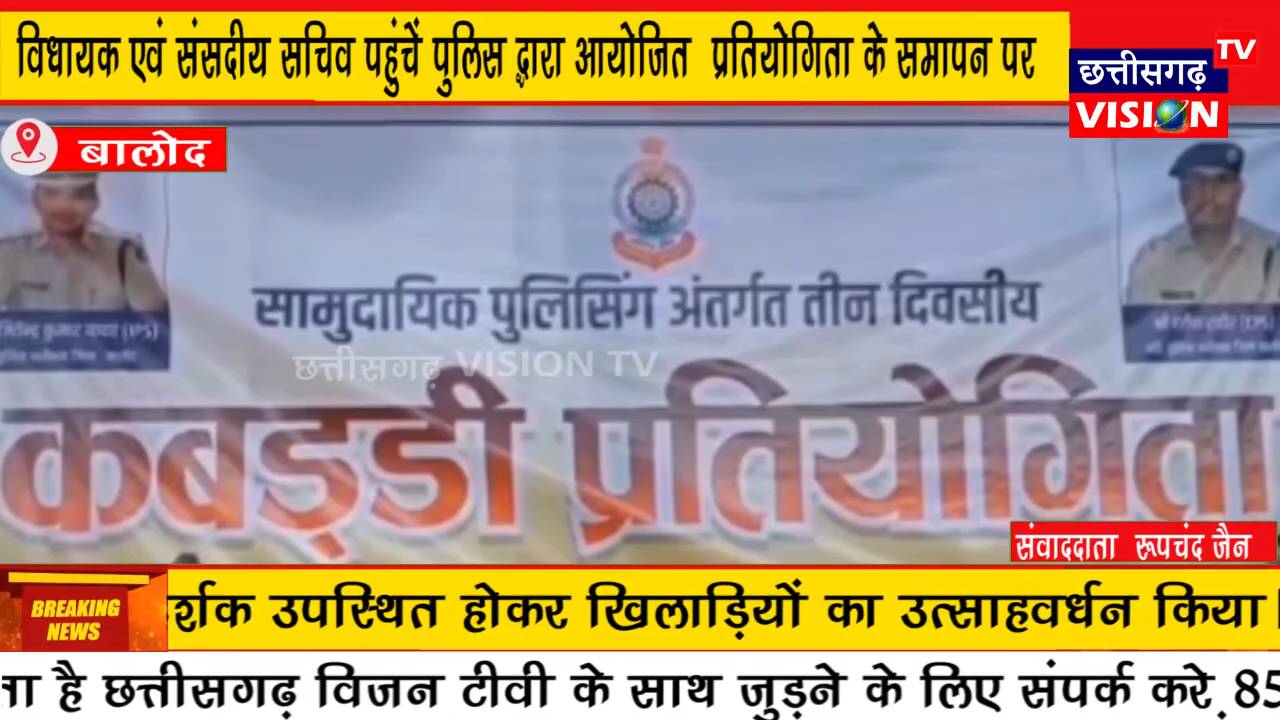 विधायक एवं संसदीय सचिव पहुंचें पुलिस द्वारा आयोजित प्रतियोगिता के समापन पर
TV
छत्तीसगढ़
VISION
बालोद
सामुदायिक पुलिसिंग अंतर्गत तीन दिवसीय
कुमार यादव (IPS)
छत्तीसगढ़ VISION TV
कबड्डी प्रतियोगिता
संवाददाता रूपचंद जैन
BREAKING
NEWS
र्शक उपस्थित होकर खिलाड़ियों का उत्साहवर्धन किया।
ता है छत्तीसगढ़ विजन टीवी के साथ जुड़ने के लिए संपर्क करे. 85